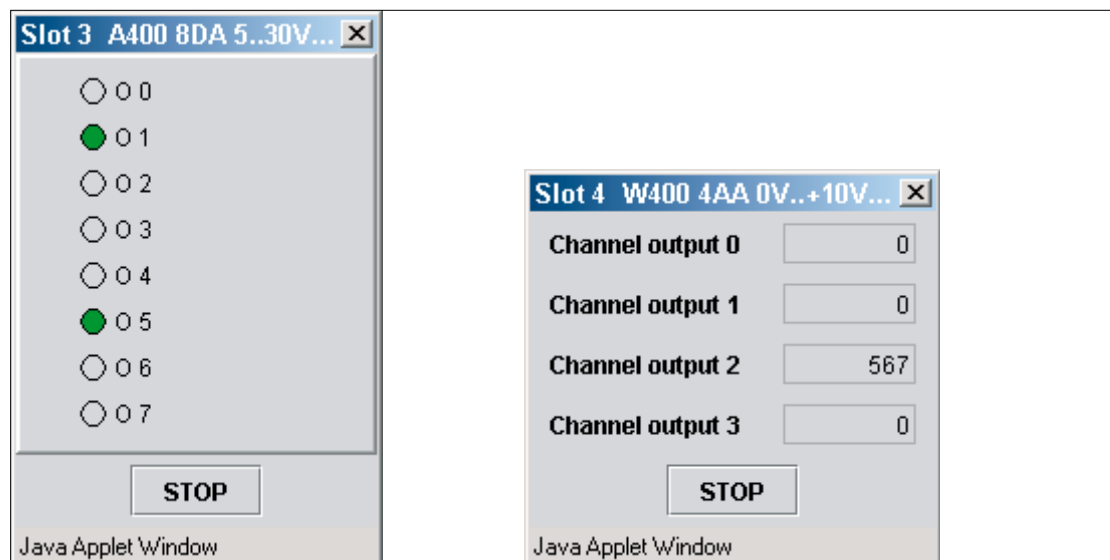 Slot 3 A400 8DA 5..30V...
O 0
O 1
O 2
O 3
O 4
O 5
O 6
O 7
STOP
Java Applet Window
Slot 4 W400 4AA 0V..+10V...
Channel output 0 0
Channel output 1 0
Channel output 2 567
Channel output 3 0
STOP
Java Applet Window